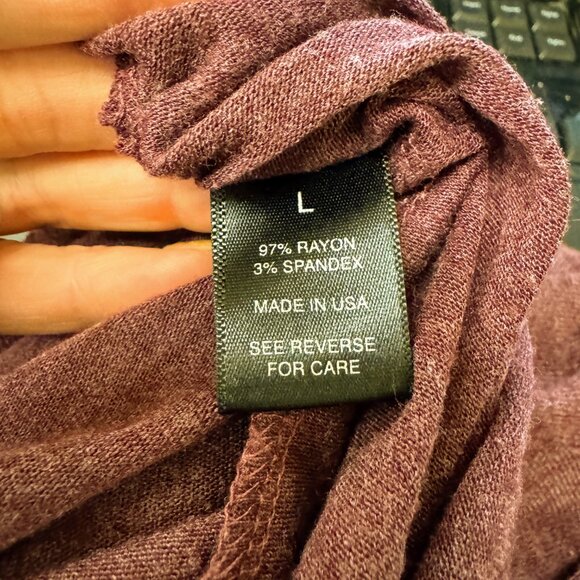 L
97% RAYON
3% SPANDEX
MADE IN USA
SEE REVERSE
FOR CARE